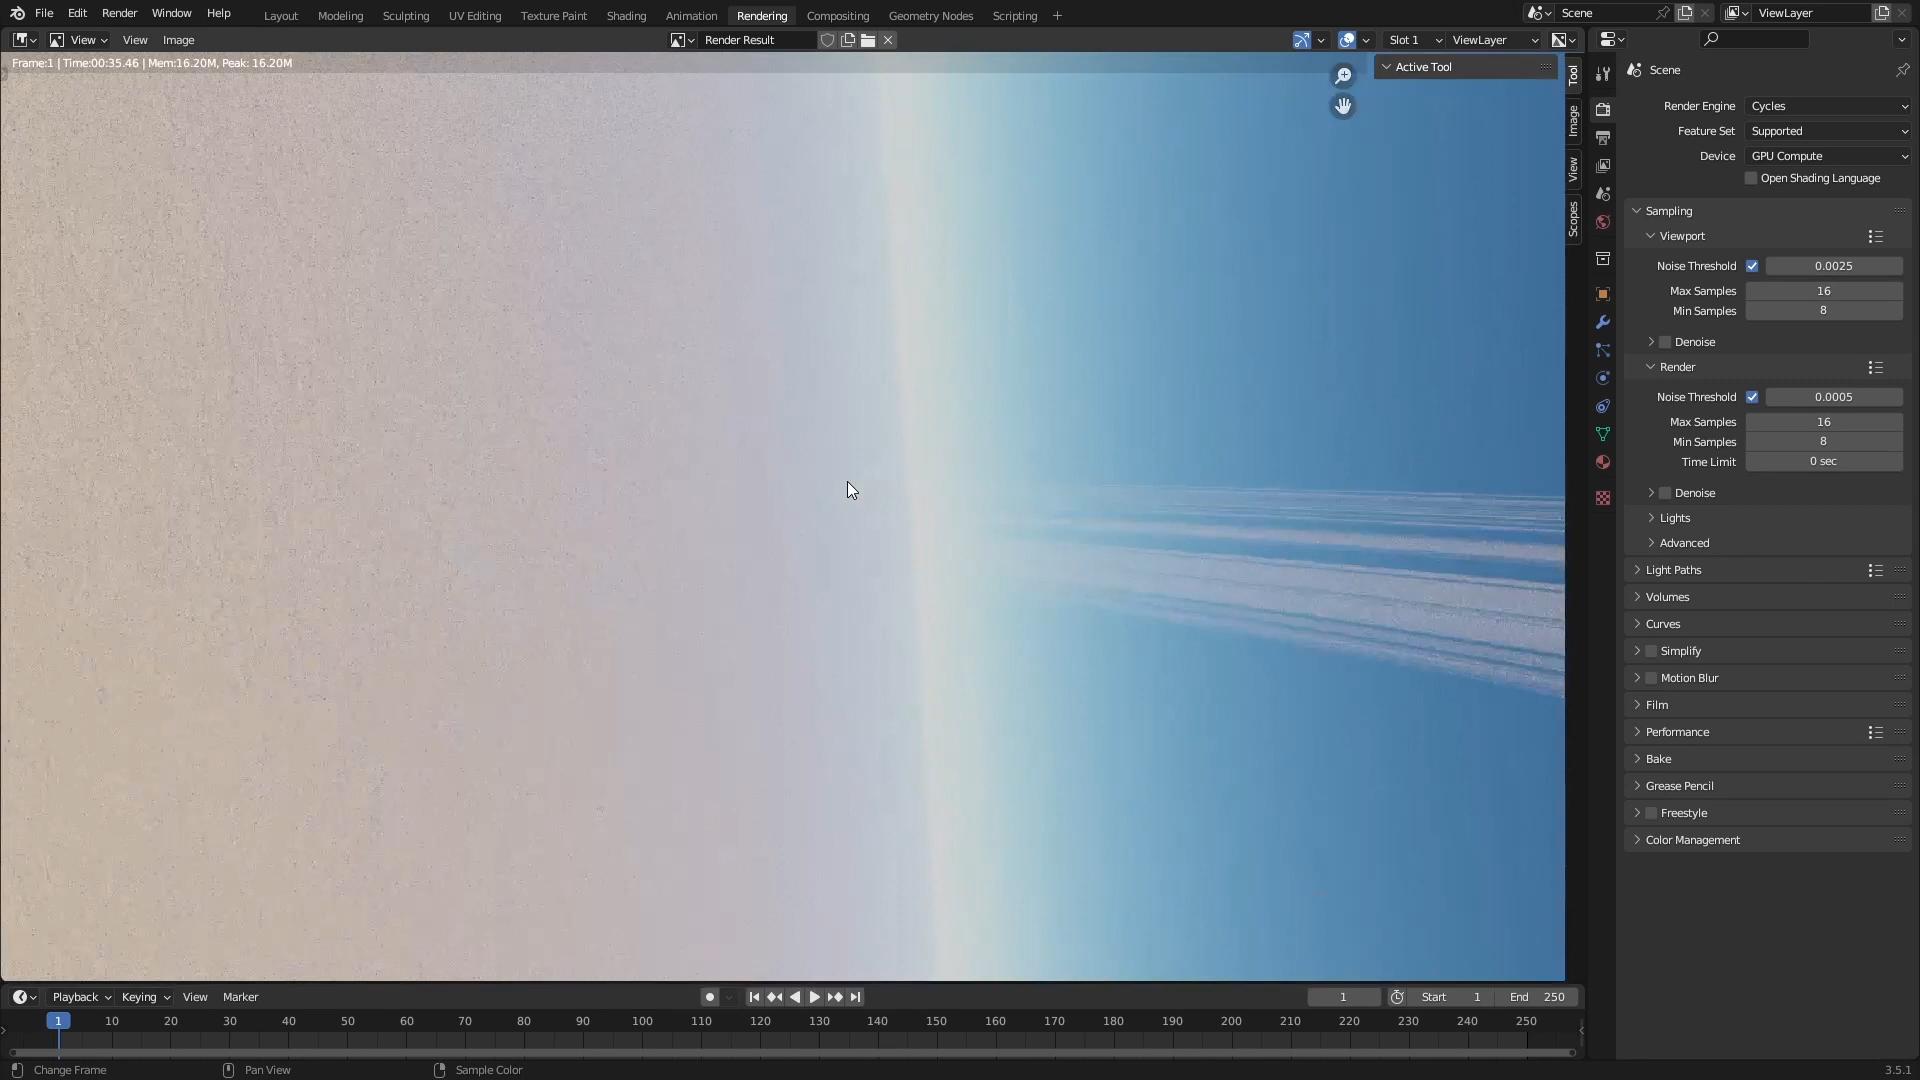 File Edit Render Window Help Layout Modeling Sculpting UV Editing Texture Paint Shading Animation Rendering Compositing Geometry Nodes Scripting + Scene ViewLayer
View View Image Render Result Slot 1 ViewLayer
Frame:1 | Time:00:35.46 | Mem:16.20M, Peak: 16.20M
Active Tool
Tool
Image
View
Scopes
Scene
Render Engine Cycles
Feature Set Supported
Device GPU Compute
Open Shading Language
Sampling
Viewport
Noise Threshold 0.0025
Max Samples 16
Min Samples 8
Denoise
Render
Noise Threshold 0.0005
Max Samples 16
Min Samples 8
Time Limit 0 sec
Denoise
Lights
Advanced
Light Paths
Volumes
Curves
Simplify
Motion Blur
Film
Performance
Bake
Grease Pencil
Freestyle
Color Management
Playback Keying View Marker 1 Start 1 End 250
1 10 20 30 40 50 60 70 80 90 100 110 120 130 140 150 160 170 180 190 200 210 220 230 240 250
Change Frame Pan View Sample Color 3.5.1